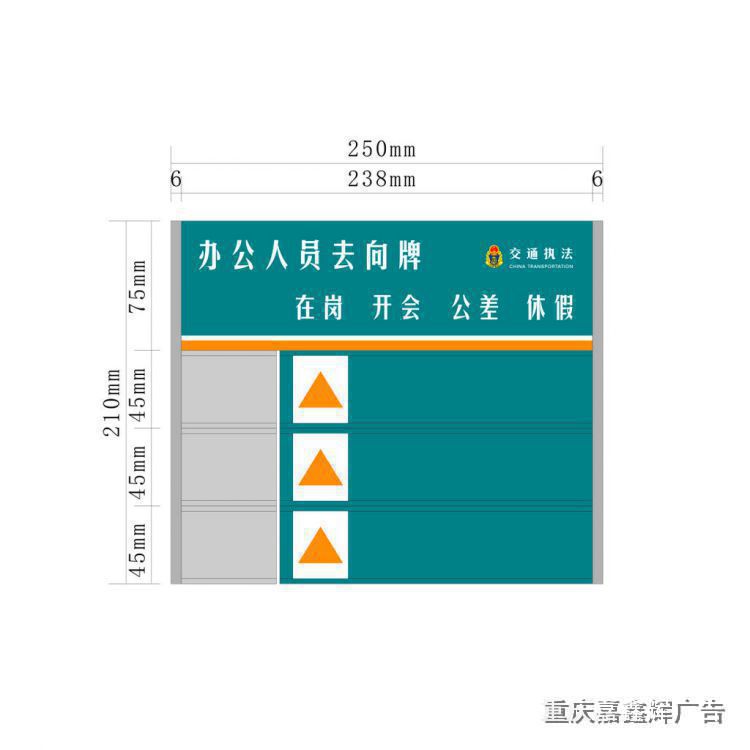 250mm
6 238mm 6
办公人员去向牌
交通执法
CHINA TRANSPORTATION
在岗 开会 公差 休假
75mm
210mm
45mm
45mm
45mm
重庆嘉鑫辉广告